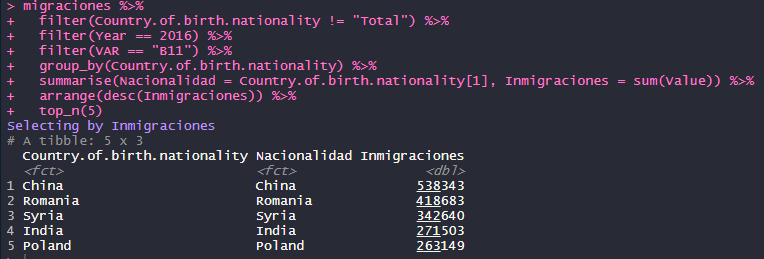 > migraciones %>%
+   filter(Country.of.birth.nationality != "Total") %>%
+   filter(Year == 2016) %>%
+   filter(VAR == "B11") %>%
+   group_by(Country.of.birth.nationality) %>%
+   summarise(Nacionalidad = Country.of.birth.nationality[1], Inmigraciones = sum(Value)) %>%
+   arrange(desc(Inmigraciones)) %>%
+   top_n(5)
Selecting by Inmigraciones
# A tibble: 5 x 3
  Country.of.birth.nationality Nacionalidad Inmigraciones
  <fct>                        <fct>                <dbl>
1 China                        China               538343
2 Romania                      Romania             418683
3 Syria                        Syria               342640
4 India                        India               271503
5 Poland                       Poland              263149